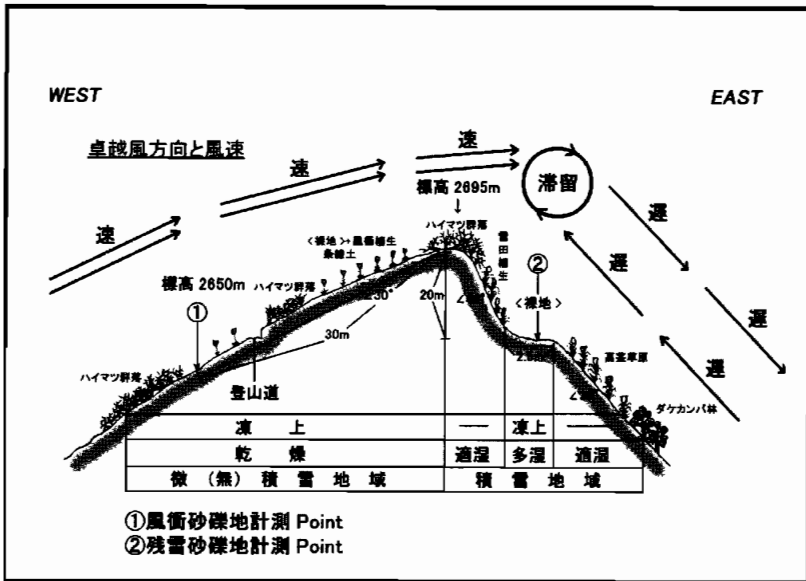 WEST
EAST
卓越風方向と風速
速
速
速
滞留
遅
遅
遅
遅
標高 2695m
ハイマツ群落
<裸地>+風衝植生
条線土
雪田植生
②
<裸地>
標高 2650m
①
ハイマツ群落
30°
20m
30m
高茎草原
ハイマツ群落
登山道
ダケカンバ林
凍 上
凍上
乾 燥
適湿
多湿
適湿
微 (無) 積 雪 地 域
積 雪 地 域
①風衝砂礫地計測 Point
②残雪砂礫地計測 Point